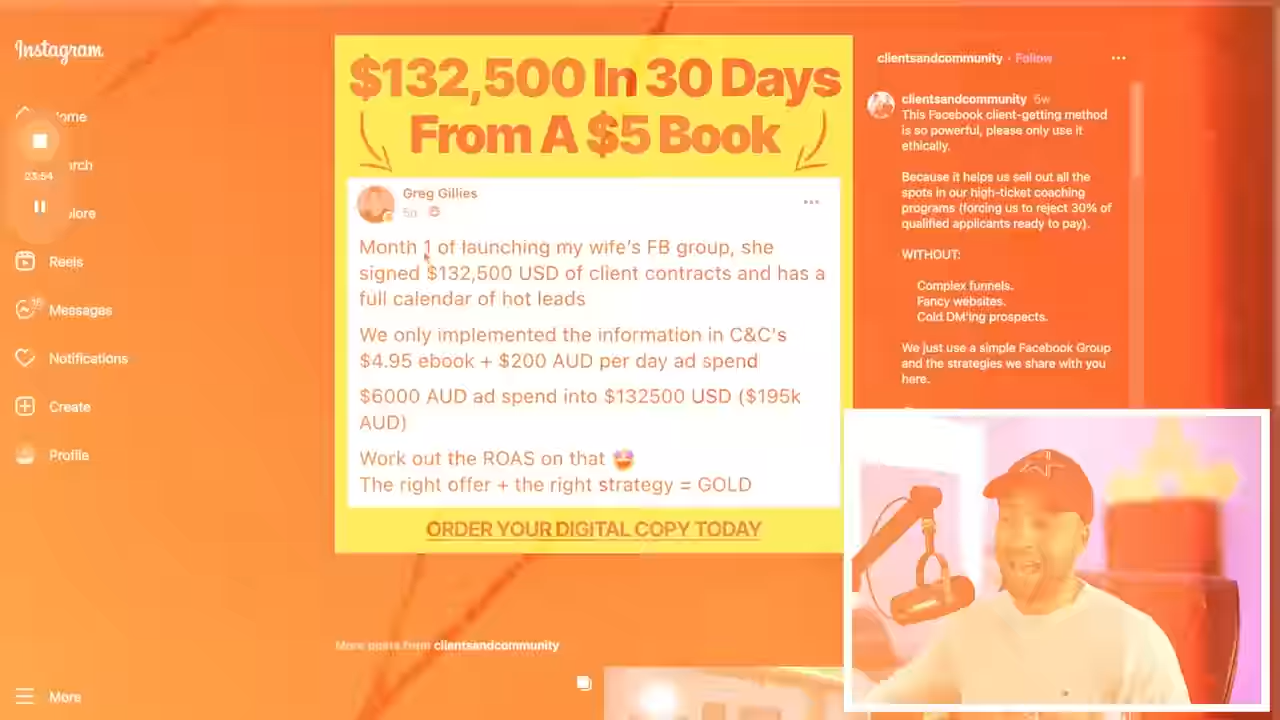 Instagram
Home
23:54
Search
Explore
Reels
Messages
Notifications
Create
Profile
More
$132,500 In 30 Days
From A $5 Book
Greg Gillies
Month 1 of launching my wife's FB group, she
signed $132,500 USD of client contracts and has a
full calendar of hot leads
We only implemented the information in C&C's
$4.95 ebook + $200 AUD per day ad spend
$6000 AUD ad spend into $132500 USD ($195k
AUD)
Work out the ROAS on that 🤩
The right offer + the right strategy = GOLD
ORDER YOUR DIGITAL COPY TODAY
More posts from clientsandcommunity
clientsandcommunity · Follow
clientsandcommunity 6w
This Facebook client-getting method
is so powerful, please only use it
ethically.
Because it helps us sell out all the
spots in our high-ticket coaching
programs (forcing us to reject 30% of
qualified applicants ready to pay).
WITHOUT:
Complex funnels.
Fancy websites.
Cold DM'ing prospects.
We just use a simple Facebook Group
and the strategies we share with you
here.